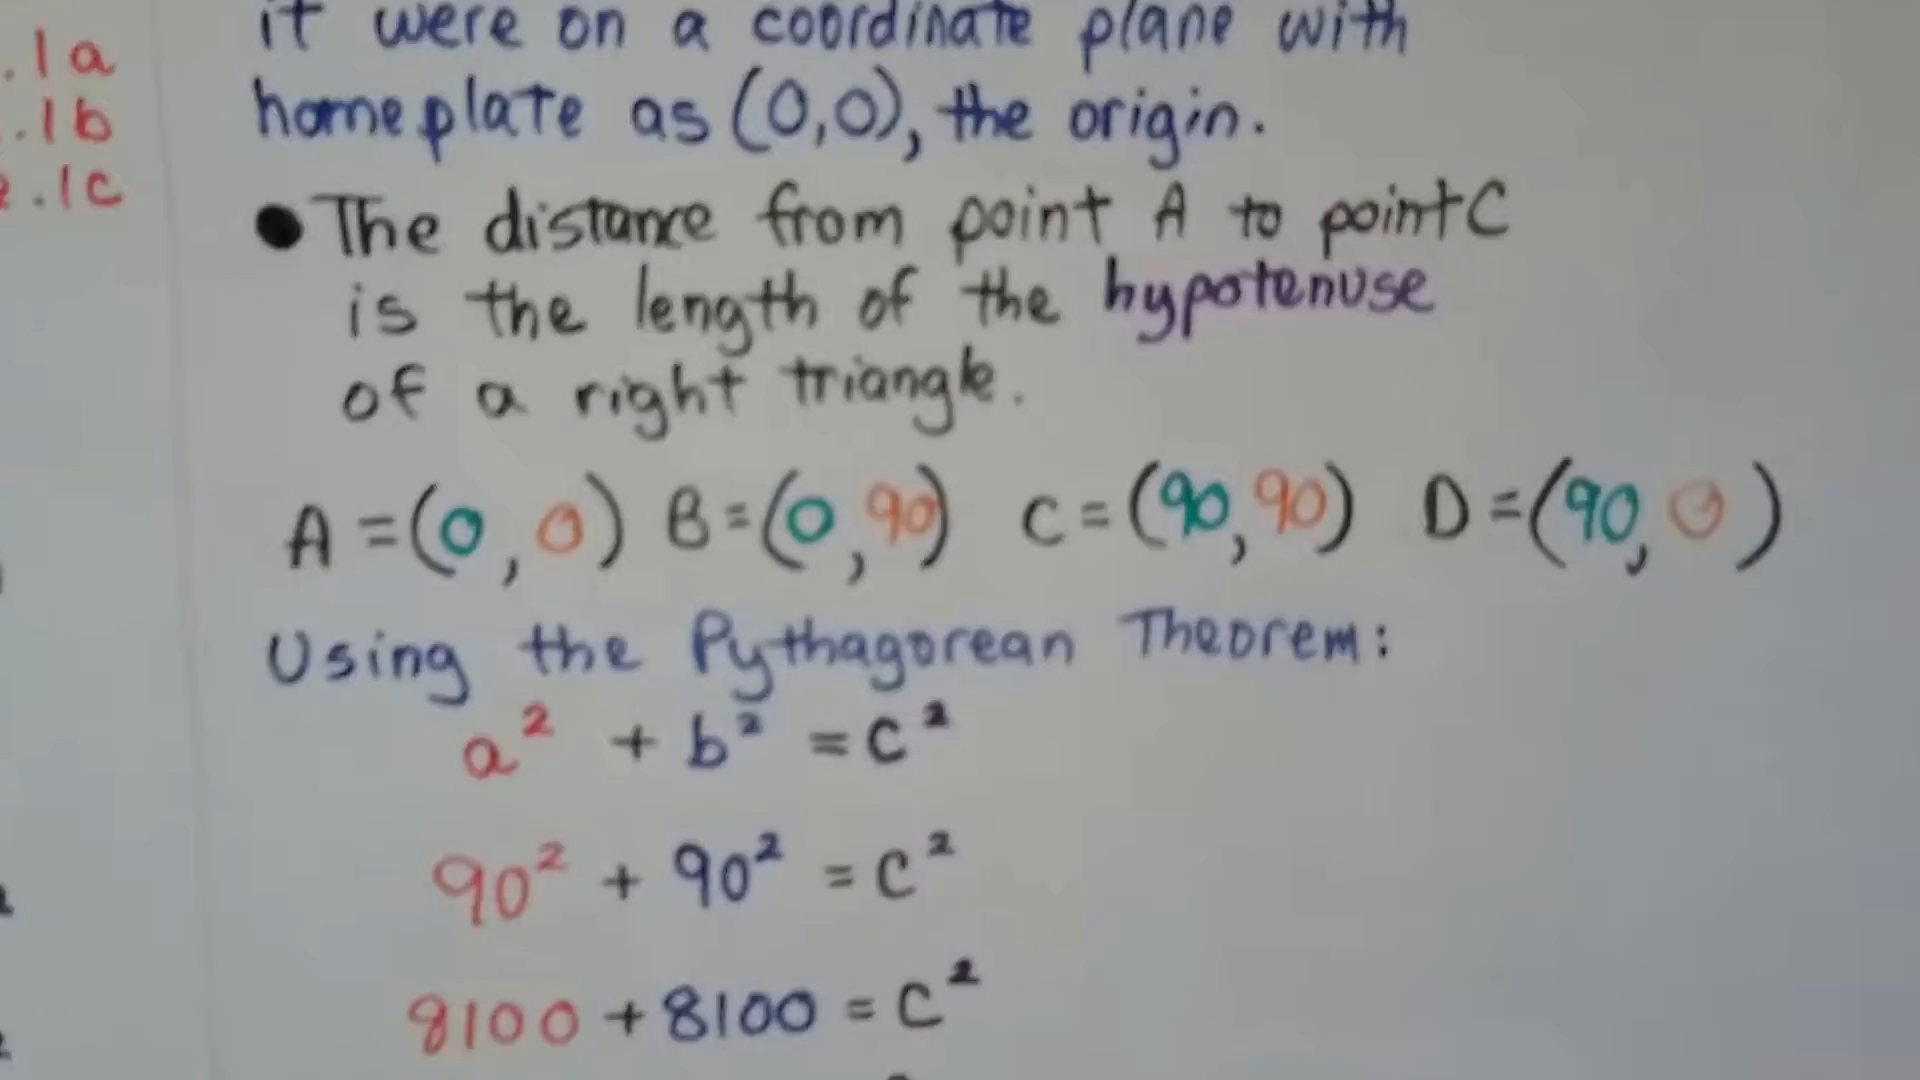 .1a
.1b
.1c
it were on a coordinate plane with
homeplate as (0,0), the origin.
● The distance from point A to point C
is the length of the hypotenuse
of a right triangle.
A=(0,0) B=(0,90) C=(90,90) D=(90,0)
Using the Pythagorean Theorem:
a² + b² = c²
90² + 90² = c²
8100 + 8100 = c²